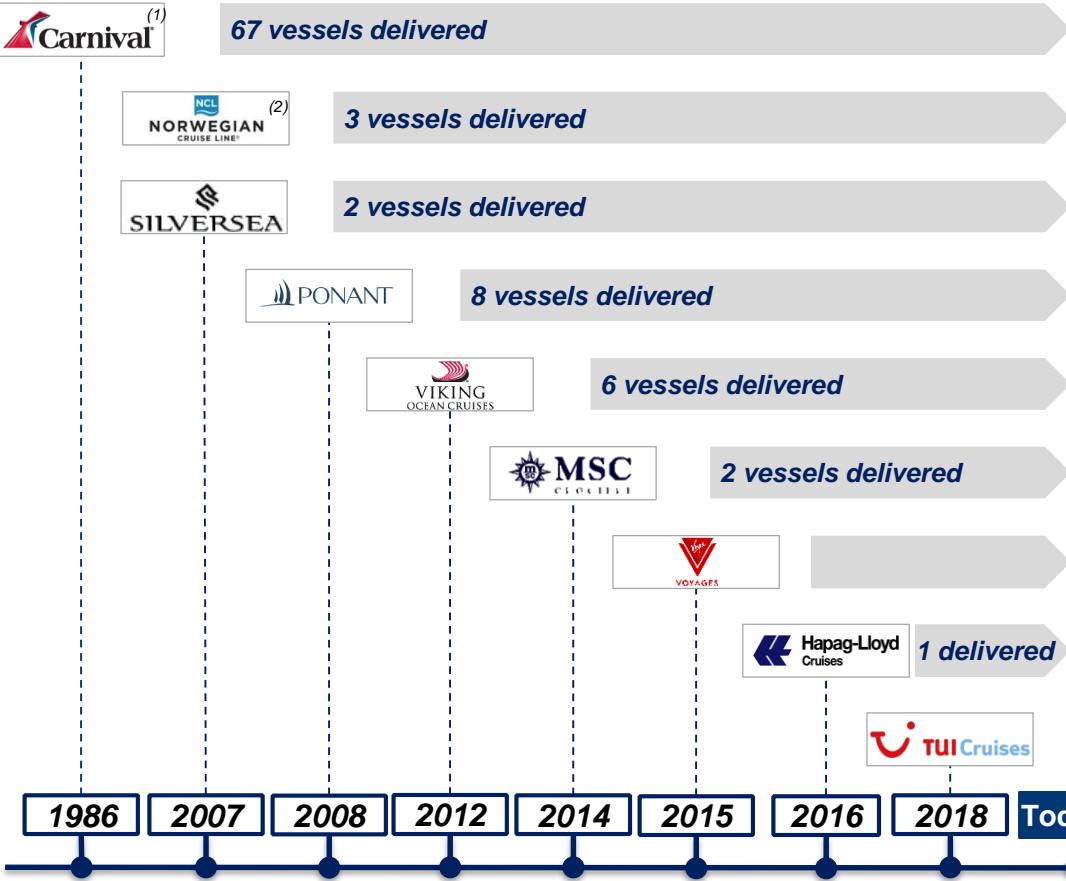 (1)
Carnival
67 vessels delivered
NCL
(2)
NORWEGIAN
CRUISE LINE®
3 vessels delivered
SILVERSEA
2 vessels delivered
PONANT
8 vessels delivered
VIKING
OCEAN CRUISES
6 vessels delivered
MSC
2 vessels delivered
VOYAGES
Hapag-Lloyd
Cruises
1 delivered
TUI Cruises
1986 2007 2008 2012 2014 2015 2016 2018